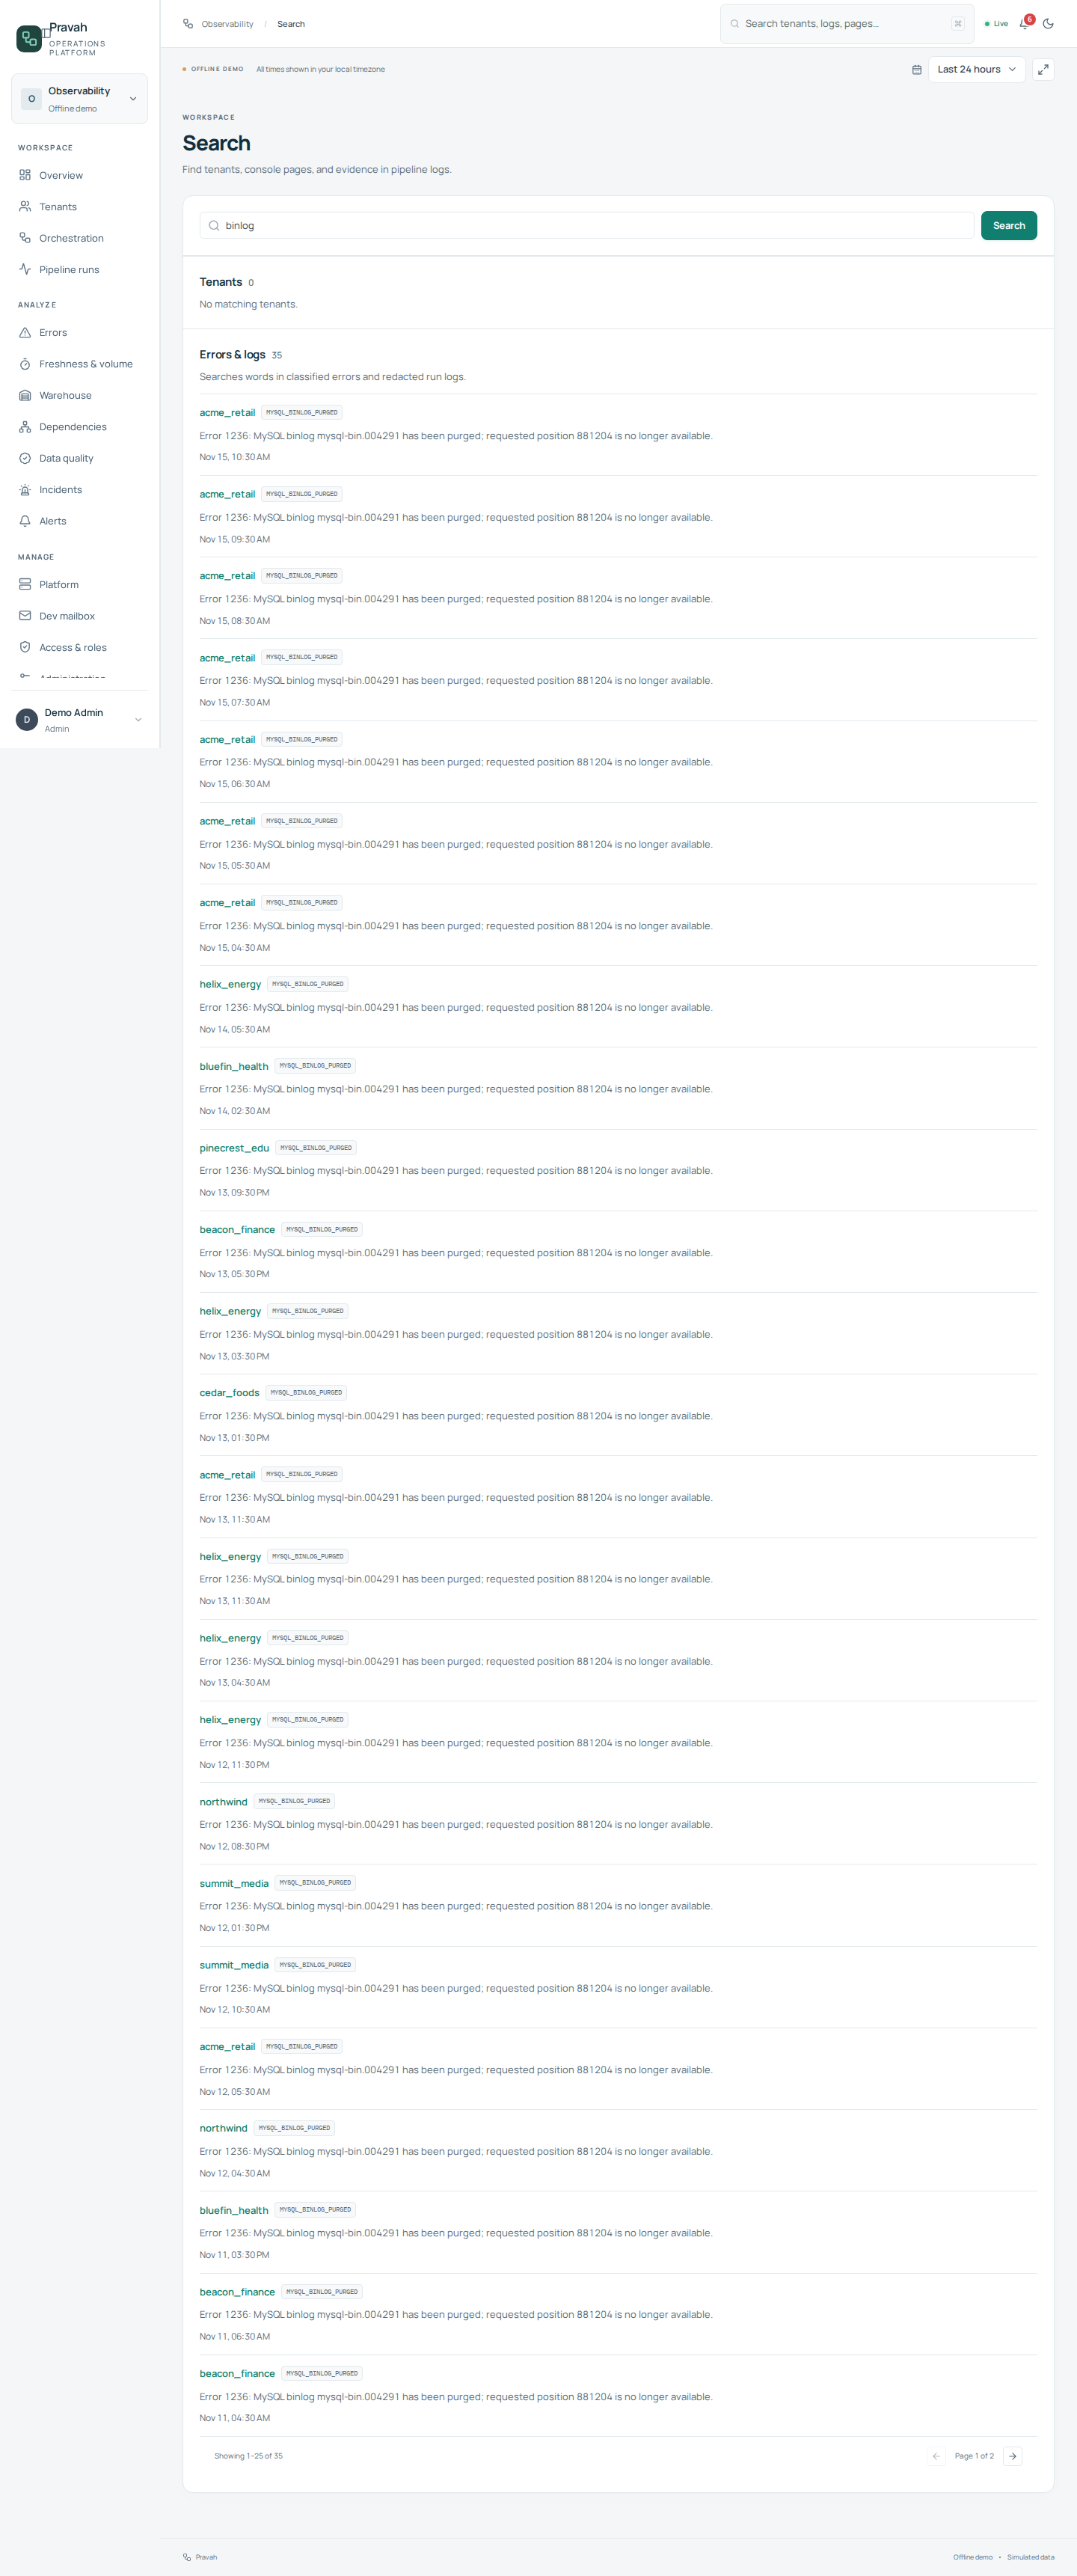 Pravah
OPERATIONS
PLATFORM
O
Observability
Offline demo
WORKSPACE
Overview
Tenants
Orchestration
Pipeline runs
ANALYZE
Errors
Freshness & volume
Warehouse
Dependencies
Data quality
Incidents
Alerts
MANAGE
Platform
Dev mailbox
Access & roles
Administration
D
Demo Admin
Admin
Observability / Search
Search tenants, logs, pages...
⌘
Live
6
OFFLINE DEMO All times shown in your local timezone
Last 24 hours
WORKSPACE
Search
Find tenants, console pages, and evidence in pipeline logs.
binlog
Search
Tenants 0
No matching tenants.
Errors & logs 35
Searches words in classified errors and redacted run logs.
acme_retail MYSQL_BINLOG_PURGED
Error 1236: MySQL binlog mysql-bin.004291 has been purged; requested position 881204 is no longer available.
Nov 15, 10:30 AM
acme_retail MYSQL_BINLOG_PURGED
Error 1236: MySQL binlog mysql-bin.004291 has been purged; requested position 881204 is no longer available.
Nov 15, 09:30 AM
acme_retail MYSQL_BINLOG_PURGED
Error 1236: MySQL binlog mysql-bin.004291 has been purged; requested position 881204 is no longer available.
Nov 15, 08:30 AM
acme_retail MYSQL_BINLOG_PURGED
Error 1236: MySQL binlog mysql-bin.004291 has been purged; requested position 881204 is no longer available.
Nov 15, 07:30 AM
acme_retail MYSQL_BINLOG_PURGED
Error 1236: MySQL binlog mysql-bin.004291 has been purged; requested position 881204 is no longer available.
Nov 15, 06:30 AM
acme_retail MYSQL_BINLOG_PURGED
Error 1236: MySQL binlog mysql-bin.004291 has been purged; requested position 881204 is no longer available.
Nov 15, 05:30 AM
acme_retail MYSQL_BINLOG_PURGED
Error 1236: MySQL binlog mysql-bin.004291 has been purged; requested position 881204 is no longer available.
Nov 15, 04:30 AM
helix_energy MYSQL_BINLOG_PURGED
Error 1236: MySQL binlog mysql-bin.004291 has been purged; requested position 881204 is no longer available.
Nov 14, 05:30 AM
bluefin_health MYSQL_BINLOG_PURGED
Error 1236: MySQL binlog mysql-bin.004291 has been purged; requested position 881204 is no longer available.
Nov 14, 02:30 AM
pinecrest_edu MYSQL_BINLOG_PURGED
Error 1236: MySQL binlog mysql-bin.004291 has been purged; requested position 881204 is no longer available.
Nov 13, 09:30 PM
beacon_finance MYSQL_BINLOG_PURGED
Error 1236: MySQL binlog mysql-bin.004291 has been purged; requested position 881204 is no longer available.
Nov 13, 05:30 PM
helix_energy MYSQL_BINLOG_PURGED
Error 1236: MySQL binlog mysql-bin.004291 has been purged; requested position 881204 is no longer available.
Nov 13, 03:30 PM
cedar_foods MYSQL_BINLOG_PURGED
Error 1236: MySQL binlog mysql-bin.004291 has been purged; requested position 881204 is no longer available.
Nov 13, 01:30 PM
acme_retail MYSQL_BINLOG_PURGED
Error 1236: MySQL binlog mysql-bin.004291 has been purged; requested position 881204 is no longer available.
Nov 13, 11:30 AM
helix_energy MYSQL_BINLOG_PURGED
Error 1236: MySQL binlog mysql-bin.004291 has been purged; requested position 881204 is no longer available.
Nov 13, 11:30 AM
helix_energy MYSQL_BINLOG_PURGED
Error 1236: MySQL binlog mysql-bin.004291 has been purged; requested position 881204 is no longer available.
Nov 13, 04:30 AM
helix_energy MYSQL_BINLOG_PURGED
Error 1236: MySQL binlog mysql-bin.004291 has been purged; requested position 881204 is no longer available.
Nov 12, 11:30 PM
northwind MYSQL_BINLOG_PURGED
Error 1236: MySQL binlog mysql-bin.004291 has been purged; requested position 881204 is no longer available.
Nov 12, 08:30 PM
summit_media MYSQL_BINLOG_PURGED
Error 1236: MySQL binlog mysql-bin.004291 has been purged; requested position 881204 is no longer available.
Nov 12, 01:30 PM
summit_media MYSQL_BINLOG_PURGED
Error 1236: MySQL binlog mysql-bin.004291 has been purged; requested position 881204 is no longer available.
Nov 12, 10:30 AM
acme_retail MYSQL_BINLOG_PURGED
Error 1236: MySQL binlog mysql-bin.004291 has been purged; requested position 881204 is no longer available.
Nov 12, 05:30 AM
northwind MYSQL_BINLOG_PURGED
Error 1236: MySQL binlog mysql-bin.004291 has been purged; requested position 881204 is no longer available.
Nov 12, 04:30 AM
bluefin_health MYSQL_BINLOG_PURGED
Error 1236: MySQL binlog mysql-bin.004291 has been purged; requested position 881204 is no longer available.
Nov 11, 03:30 PM
beacon_finance MYSQL_BINLOG_PURGED
Error 1236: MySQL binlog mysql-bin.004291 has been purged; requested position 881204 is no longer available.
Nov 11, 06:30 AM
beacon_finance MYSQL_BINLOG_PURGED
Error 1236: MySQL binlog mysql-bin.004291 has been purged; requested position 881204 is no longer available.
Nov 11, 04:30 AM
Showing 1-25 of 35
Page 1 of 2
Pravah
Offline demo • Simulated data